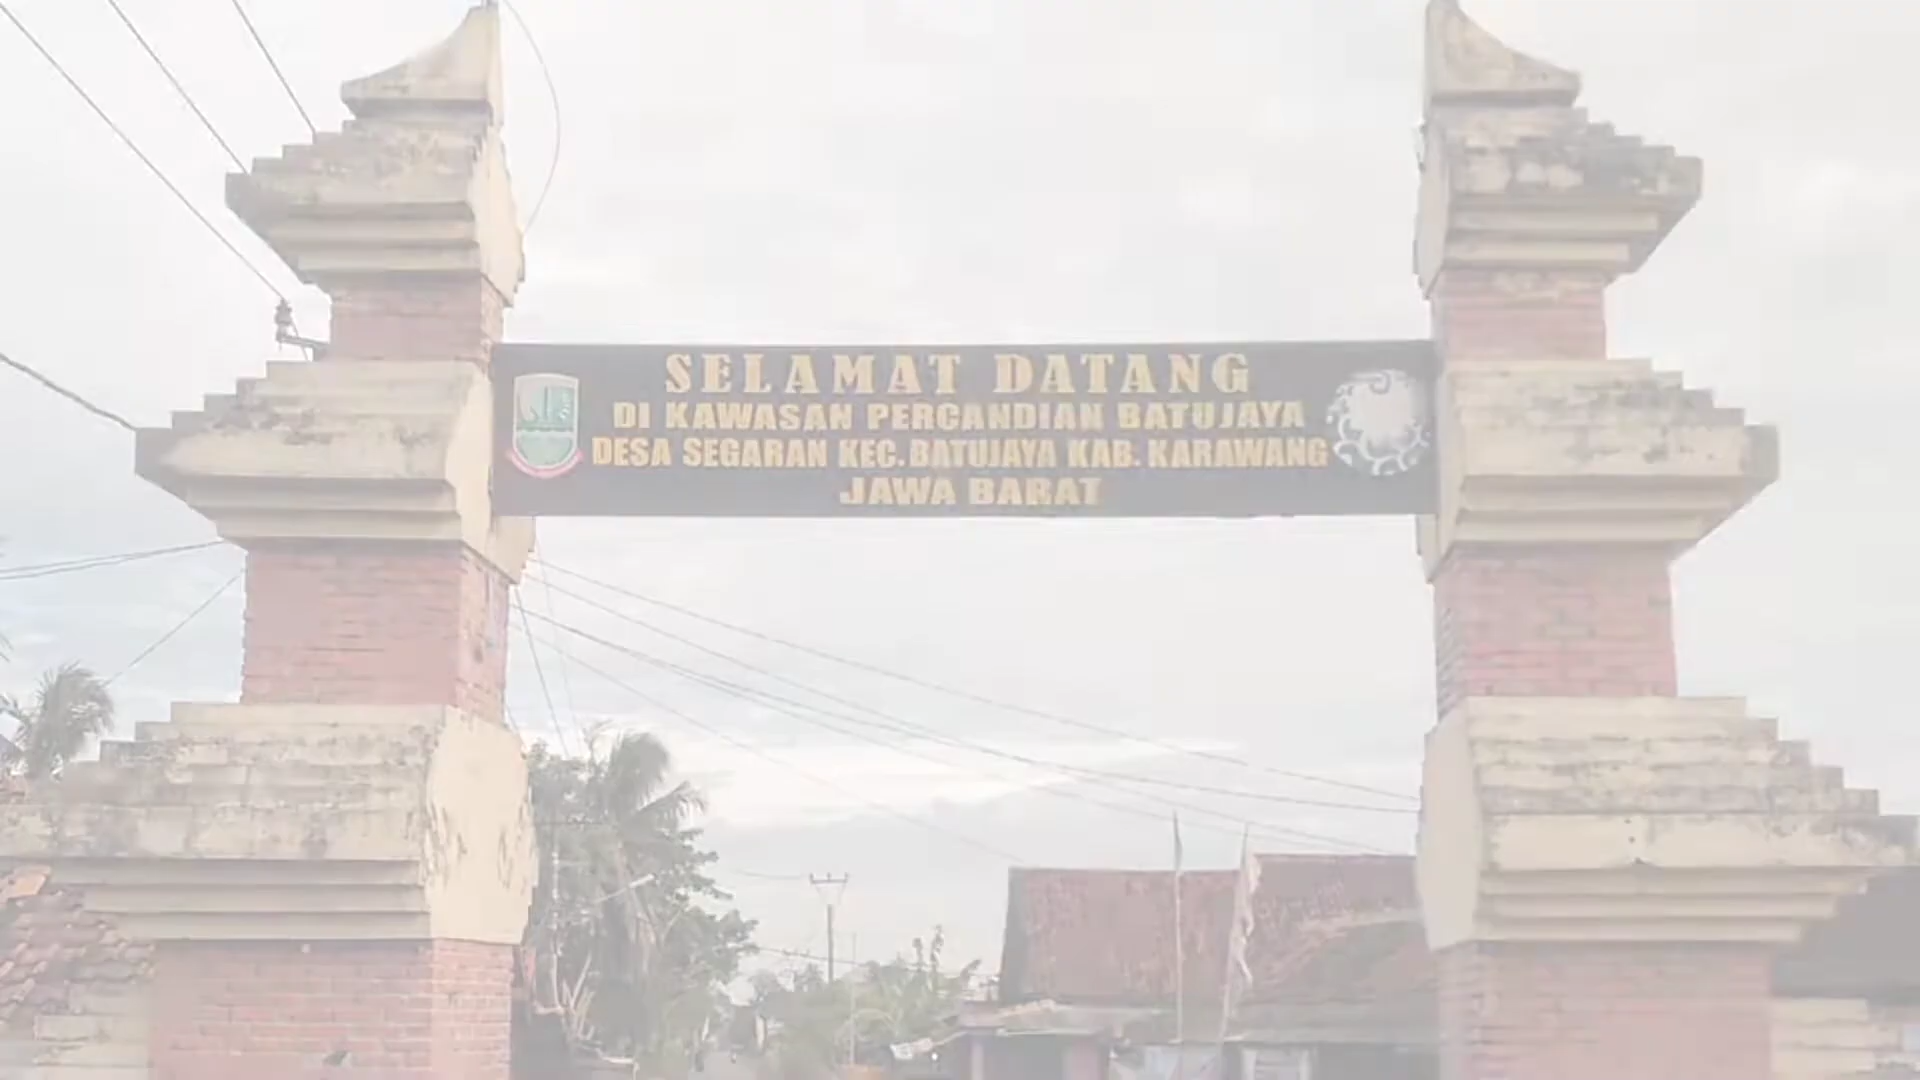 SELAMAT DATANG
DI KAWASAN PERCANDIAN BATUJAYA
DESA SEGARAN KEC.BATUJAYA KAB. KARAWANG
JAWA BARAT